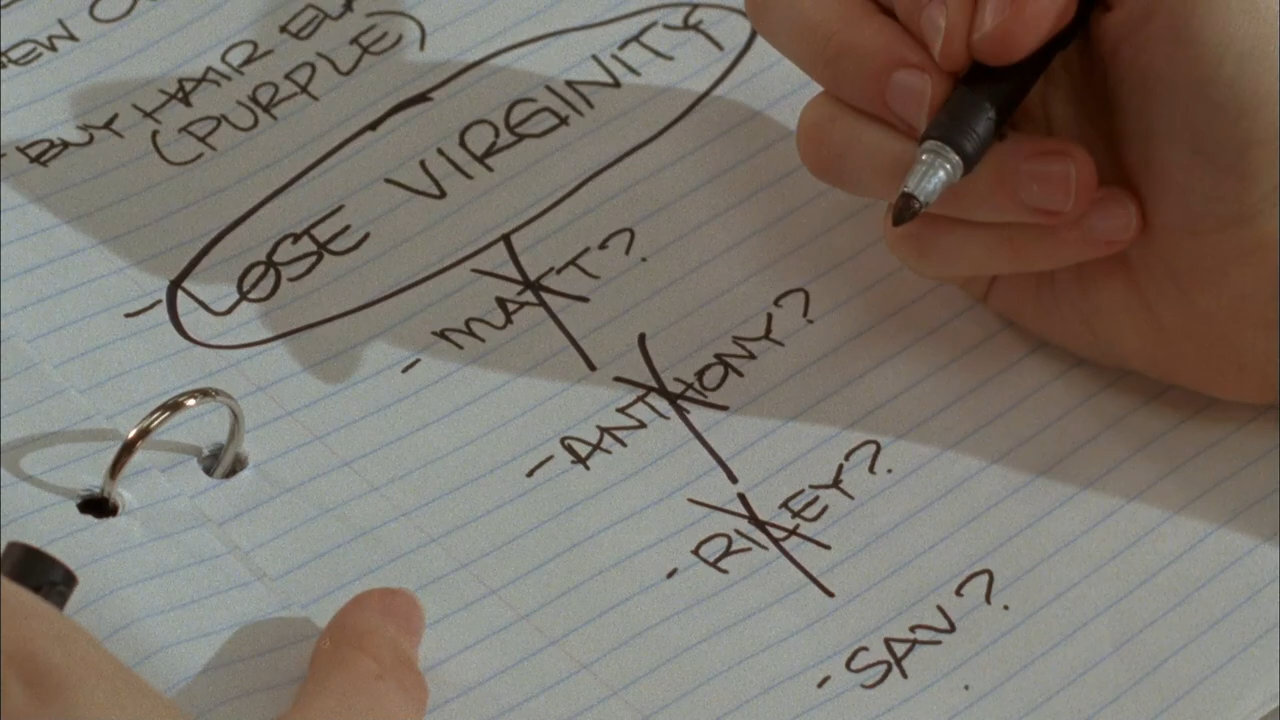 BUY HAIR
(PURPLE)
- LOSE VIRGINITY
- MATT?
- ANTHONY?
- RILEY?
- SAV?